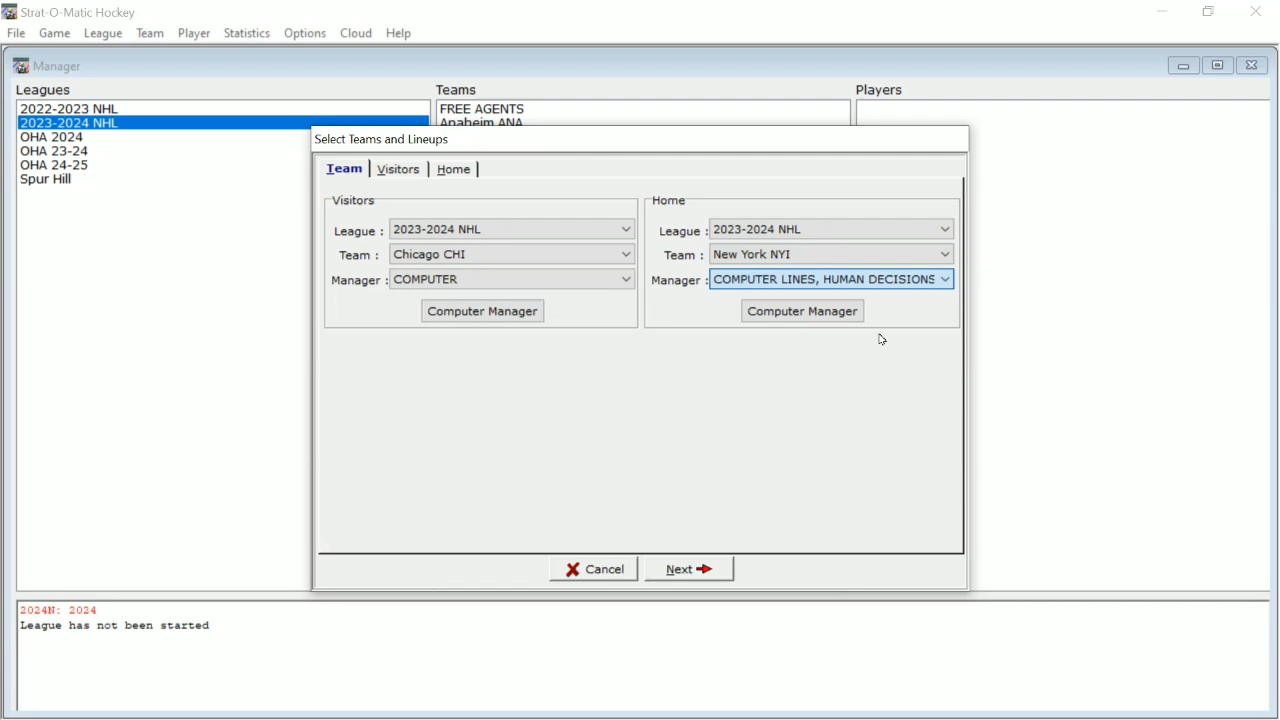 Strat-O-Matic Hockey
File Game League Team Player Statistics Options Cloud Help
Manager
Leagues Teams Players
2022-2023 NHL
2023-2024 NHL
OHA 2024
OHA 23-24
OHA 24-25
Spur Hill
FREE AGENTS
Anaheim ANA
Select Teams and Lineups
Team Visitors Home
Visitors
League : 2023-2024 NHL
Team : Chicago CHI
Manager : COMPUTER
Computer Manager
Home
League : 2023-2024 NHL
Team : New York NYI
Manager : COMPUTER LINES, HUMAN DECISIONS
Computer Manager
Cancel Next
2024N: 2024
League has not been started